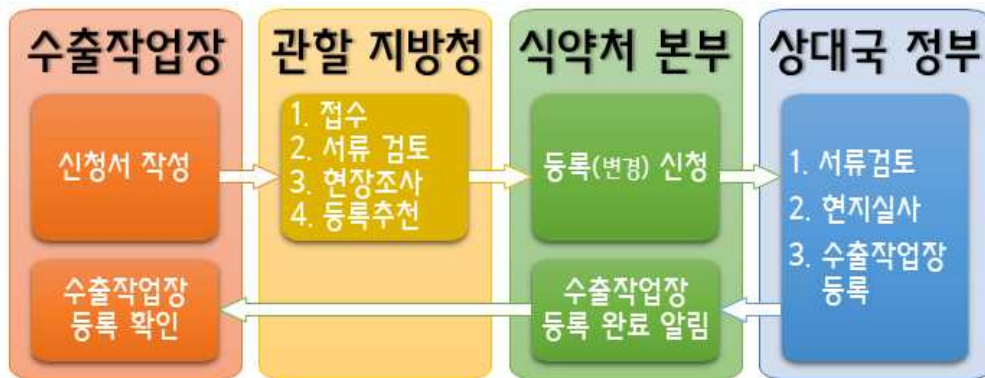 수출작업장
신청서 작성
수출작업장
등록 확인
관할 지방청
1. 접수
2. 서류 검토
3. 현장조사
4. 등록추천
식약처 본부
등록(변경) 신청
수출작업장
등록 완료 알림
상대국 정부
1. 서류검토
2. 현지실사
3. 수출작업장
등록